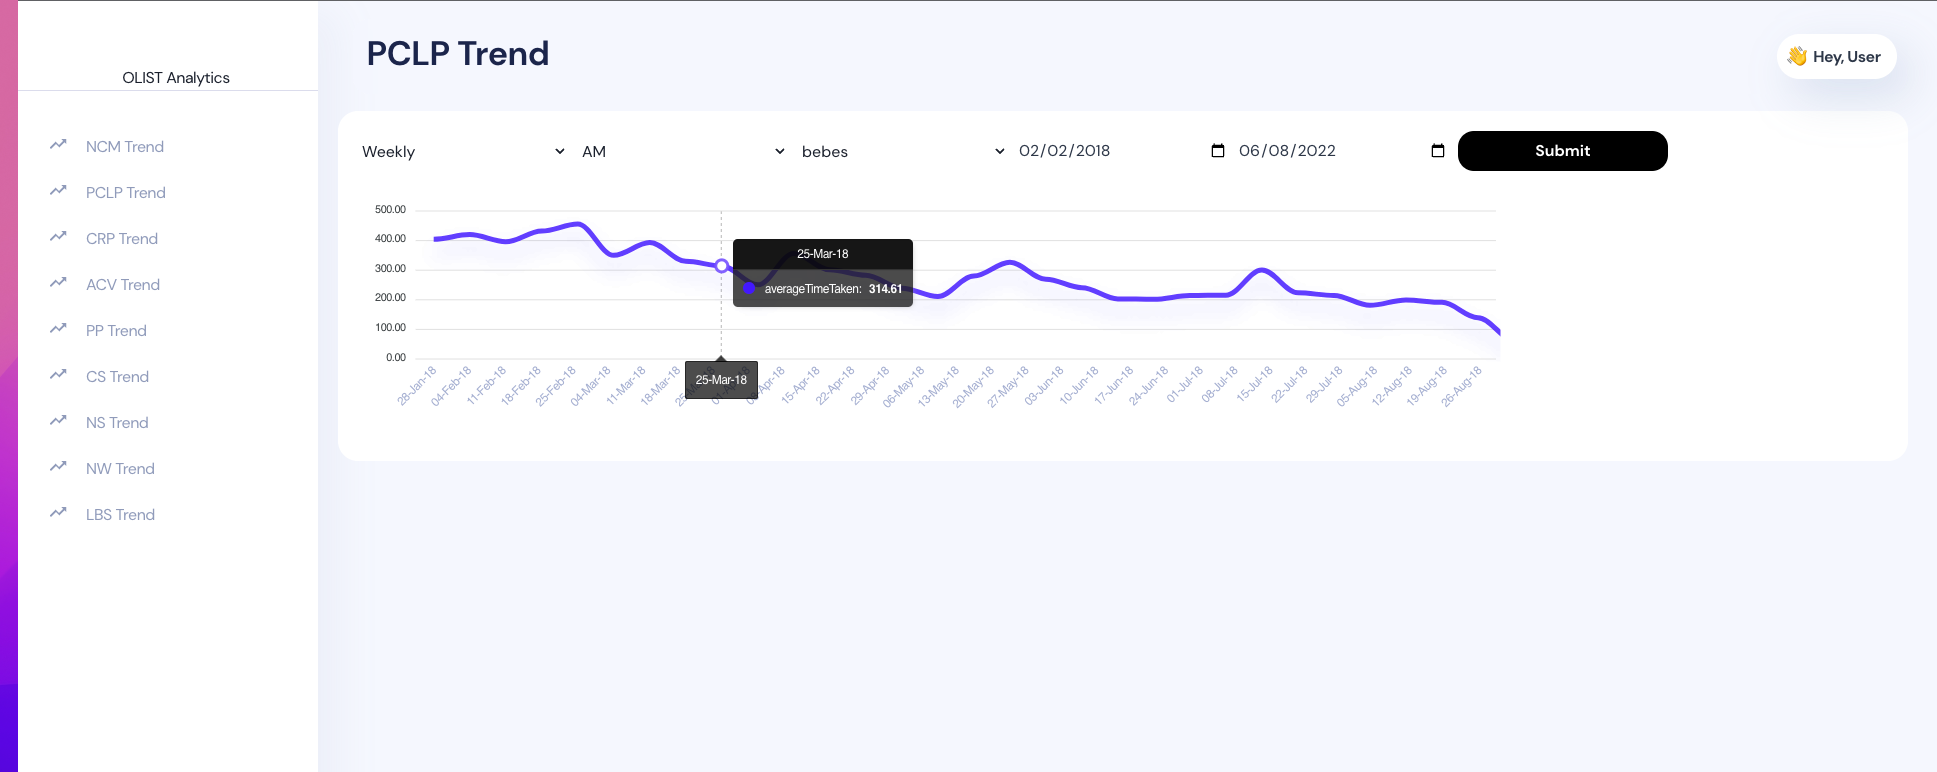 OLIST Analytics
NCM Trend
PCLP Trend
CRP Trend
ACV Trend
PP Trend
CS Trend
NS Trend
NW Trend
LBS Trend
PCLP Trend
👋 Hey, User
Weekly
AM
bebes
02/02/2018
06/08/2022
Submit
500.00
400.00
300.00
200.00
100.00
0.00
25-Mar-18
averageTimeTaken: 314.61
25-Mar-18
28-Jan-18
04-Feb-18
11-Feb-18
18-Feb-18
25-Feb-18
04-Mar-18
11-Mar-18
18-Mar-18
15-Apr-18
22-Apr-18
29-Apr-18
06-May-18
13-May-18
20-May-18
27-May-18
03-Jun-18
10-Jun-18
17-Jun-18
24-Jun-18
01-Jul-18
08-Jul-18
15-Jul-18
22-Jul-18
29-Jul-18
05-Aug-18
12-Aug-18
19-Aug-18
26-Aug-18